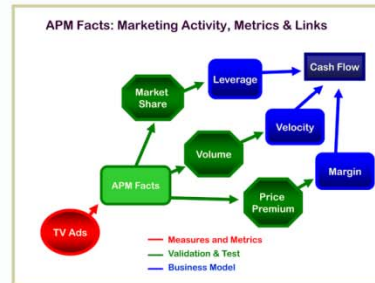 APM Facts: Marketing Activity, Metrics & Links
Leverage
Cash Flow
Market
Share
Velocity
Volume
Margin
APM Facts
Price
Premium
TV Ads
Measures and Metrics
Validation & Test
Business Model